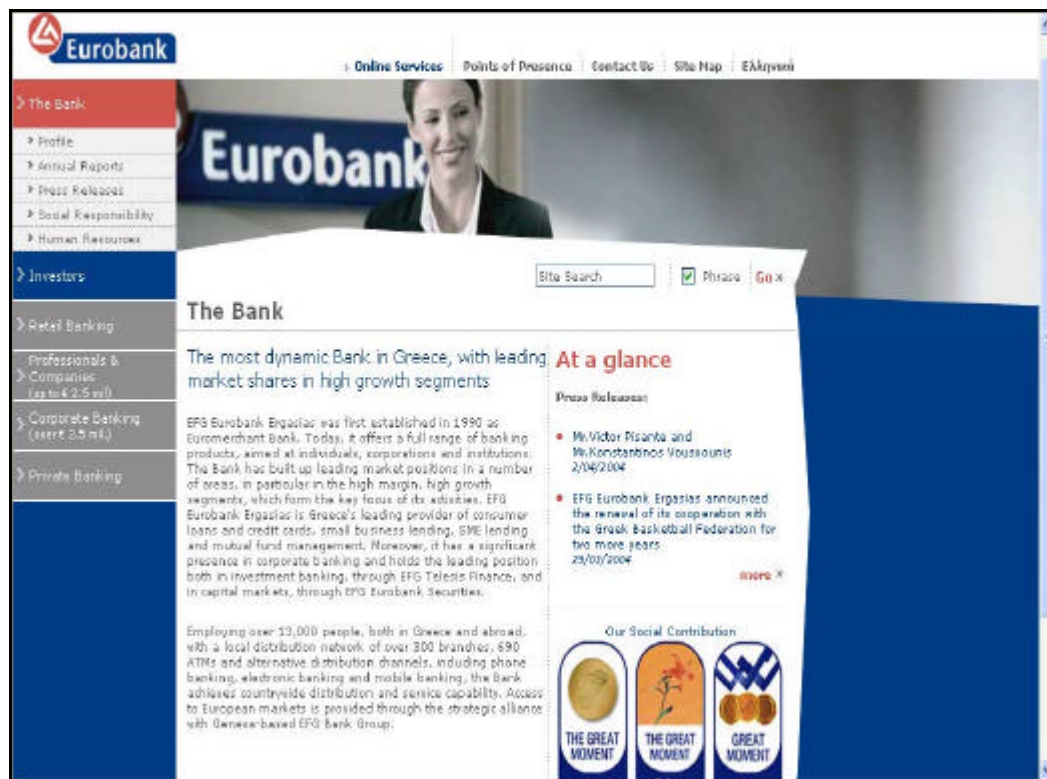 Eurobank
Online Services
Points of Presence
Contact Us
Site Map
Ελληνικά
The Bank
Profile
Annual Reports
Press Releases
Social Responsibility
Human Resources
Investors
Retail Banking
Professionals &
Companies
(up to € 2.5 mil)
Corporate Banking
(over € 2.5 mil.)
Private Banking
Eurobank
Site Search
Phrase
Go »
The Bank
The most dynamic Bank in Greece, with leading
market shares in high growth segments
EFG Eurobank Ergasias was first established in 1990 as
Euromerchant Bank. Today, it offers a full range of banking
products, aimed at individuals, corporations and institutions.
The Bank has built up leading market positions in a number
of areas, in particular in the high margin, high growth
segments, which form the key focus of its activities. EFG
Eurobank Ergasias is Greece's leading provider of consumer
loans and credit cards, small business lending, SME lending
and mutual fund management. Moreover, it has a significant
presence in corporate banking and holds the leading position
both in investment banking, through EFG Telesis Finance, and
in capital markets, through EFG Eurobank Securities.
Employing over 13,000 people, both in Greece and abroad,
with a local distribution network of over 300 branches, 690
ATMs and alternative distribution channels, including phone
banking, electronic banking and mobile banking, the Bank
achieves countrywide distribution and service capability. Access
to European markets is provided through the strategic alliance
with Geneva-based EFG Bank Group.
At a glance
Press Releases:
Mr.Victor Pisante and
Mr.Konstantinos Vousvounis
2/04/2004
EFG Eurobank Ergasias announced
the renewal of its cooperation with
the Greek Basketball Federation for
two more years
29/03/2004
more »
Our Social Contribution
THE GREAT
MOMENT
THE GREAT
MOMENT
GREAT
MOMENT